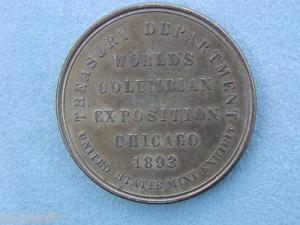 TREASURY DEPARTMENT
WORLD'S
COLUMBIAN
EXPOSITION
CHICAGO
1893
UNITED STATES MINT EXHIBIT